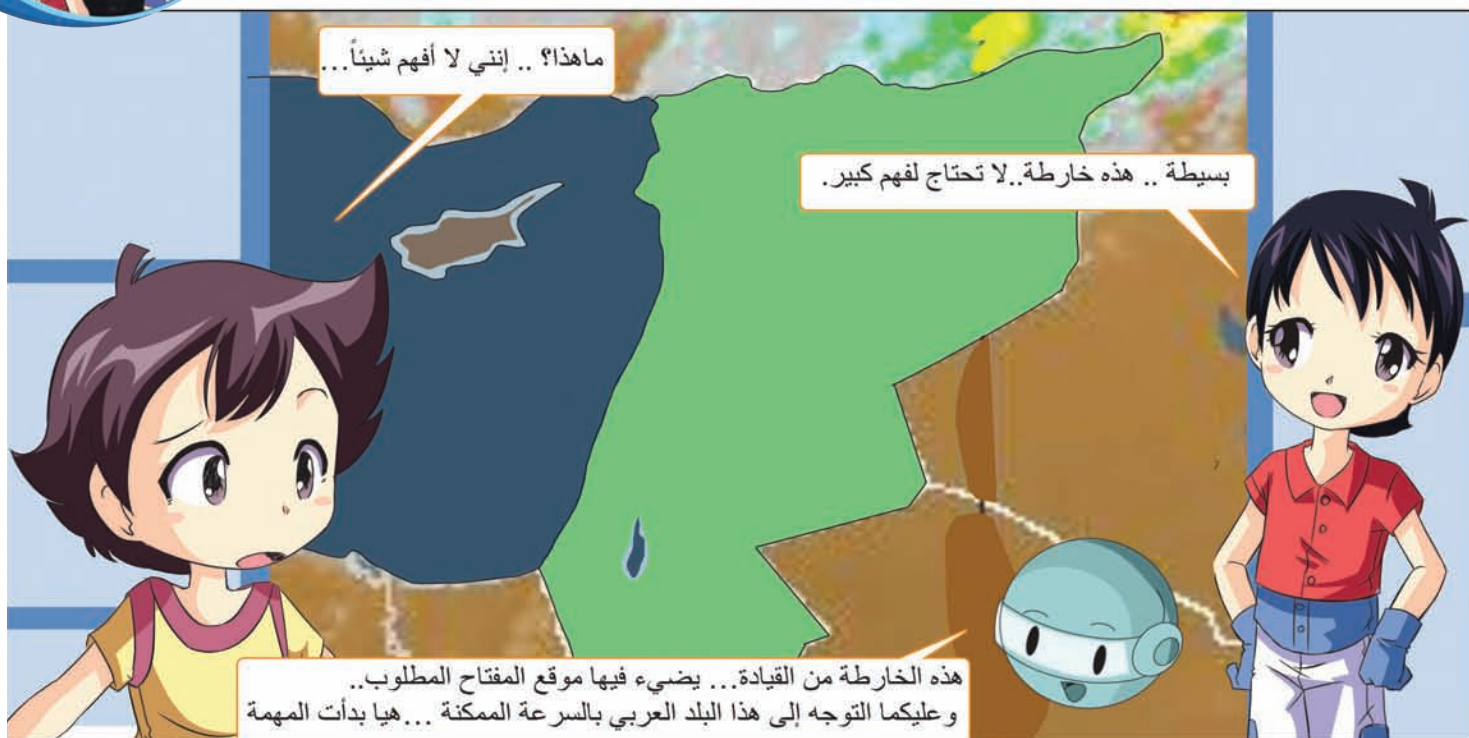 ماهذا؟ .. إنني لا أفهم شيئاً...
بسيطة .. هذه خارطة..لا تحتاج لفهم كبير.
هذه الخارطة من القيادة... يضيء فيها موقع المفتاح المطلوب..
وعليكما التوجه إلى هذا البلد العربي بالسرعة الممكنة ...هيا بدأت المهمة